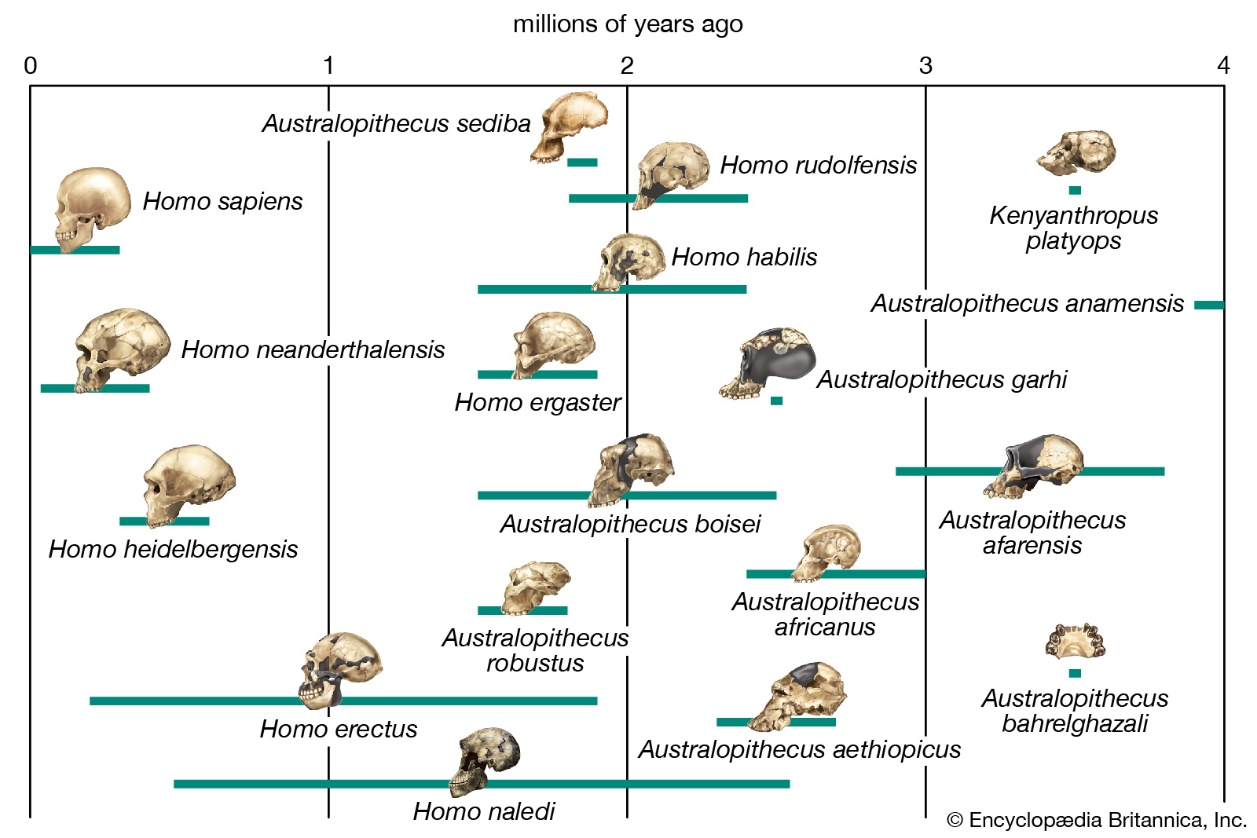 millions of years ago
0 1 2 3 4
Australopithecus sediba
Homo rudolfensis
Kenyanthropus
platyops
Homo sapiens
Homo habilis
Australopithecus anamensis
Homo neanderthalensis
Australopithecus garhi
Homo ergaster
Australopithecus boisei
Australopithecus
afarensis
Homo heidelbergensis
Australopithecus
africanus
Australopithecus
robustus
Australopithecus
bahrelghazali
Homo erectus
Australopithecus aethiopicus
Homo naledi
© Encyclopædia Britannica, Inc.